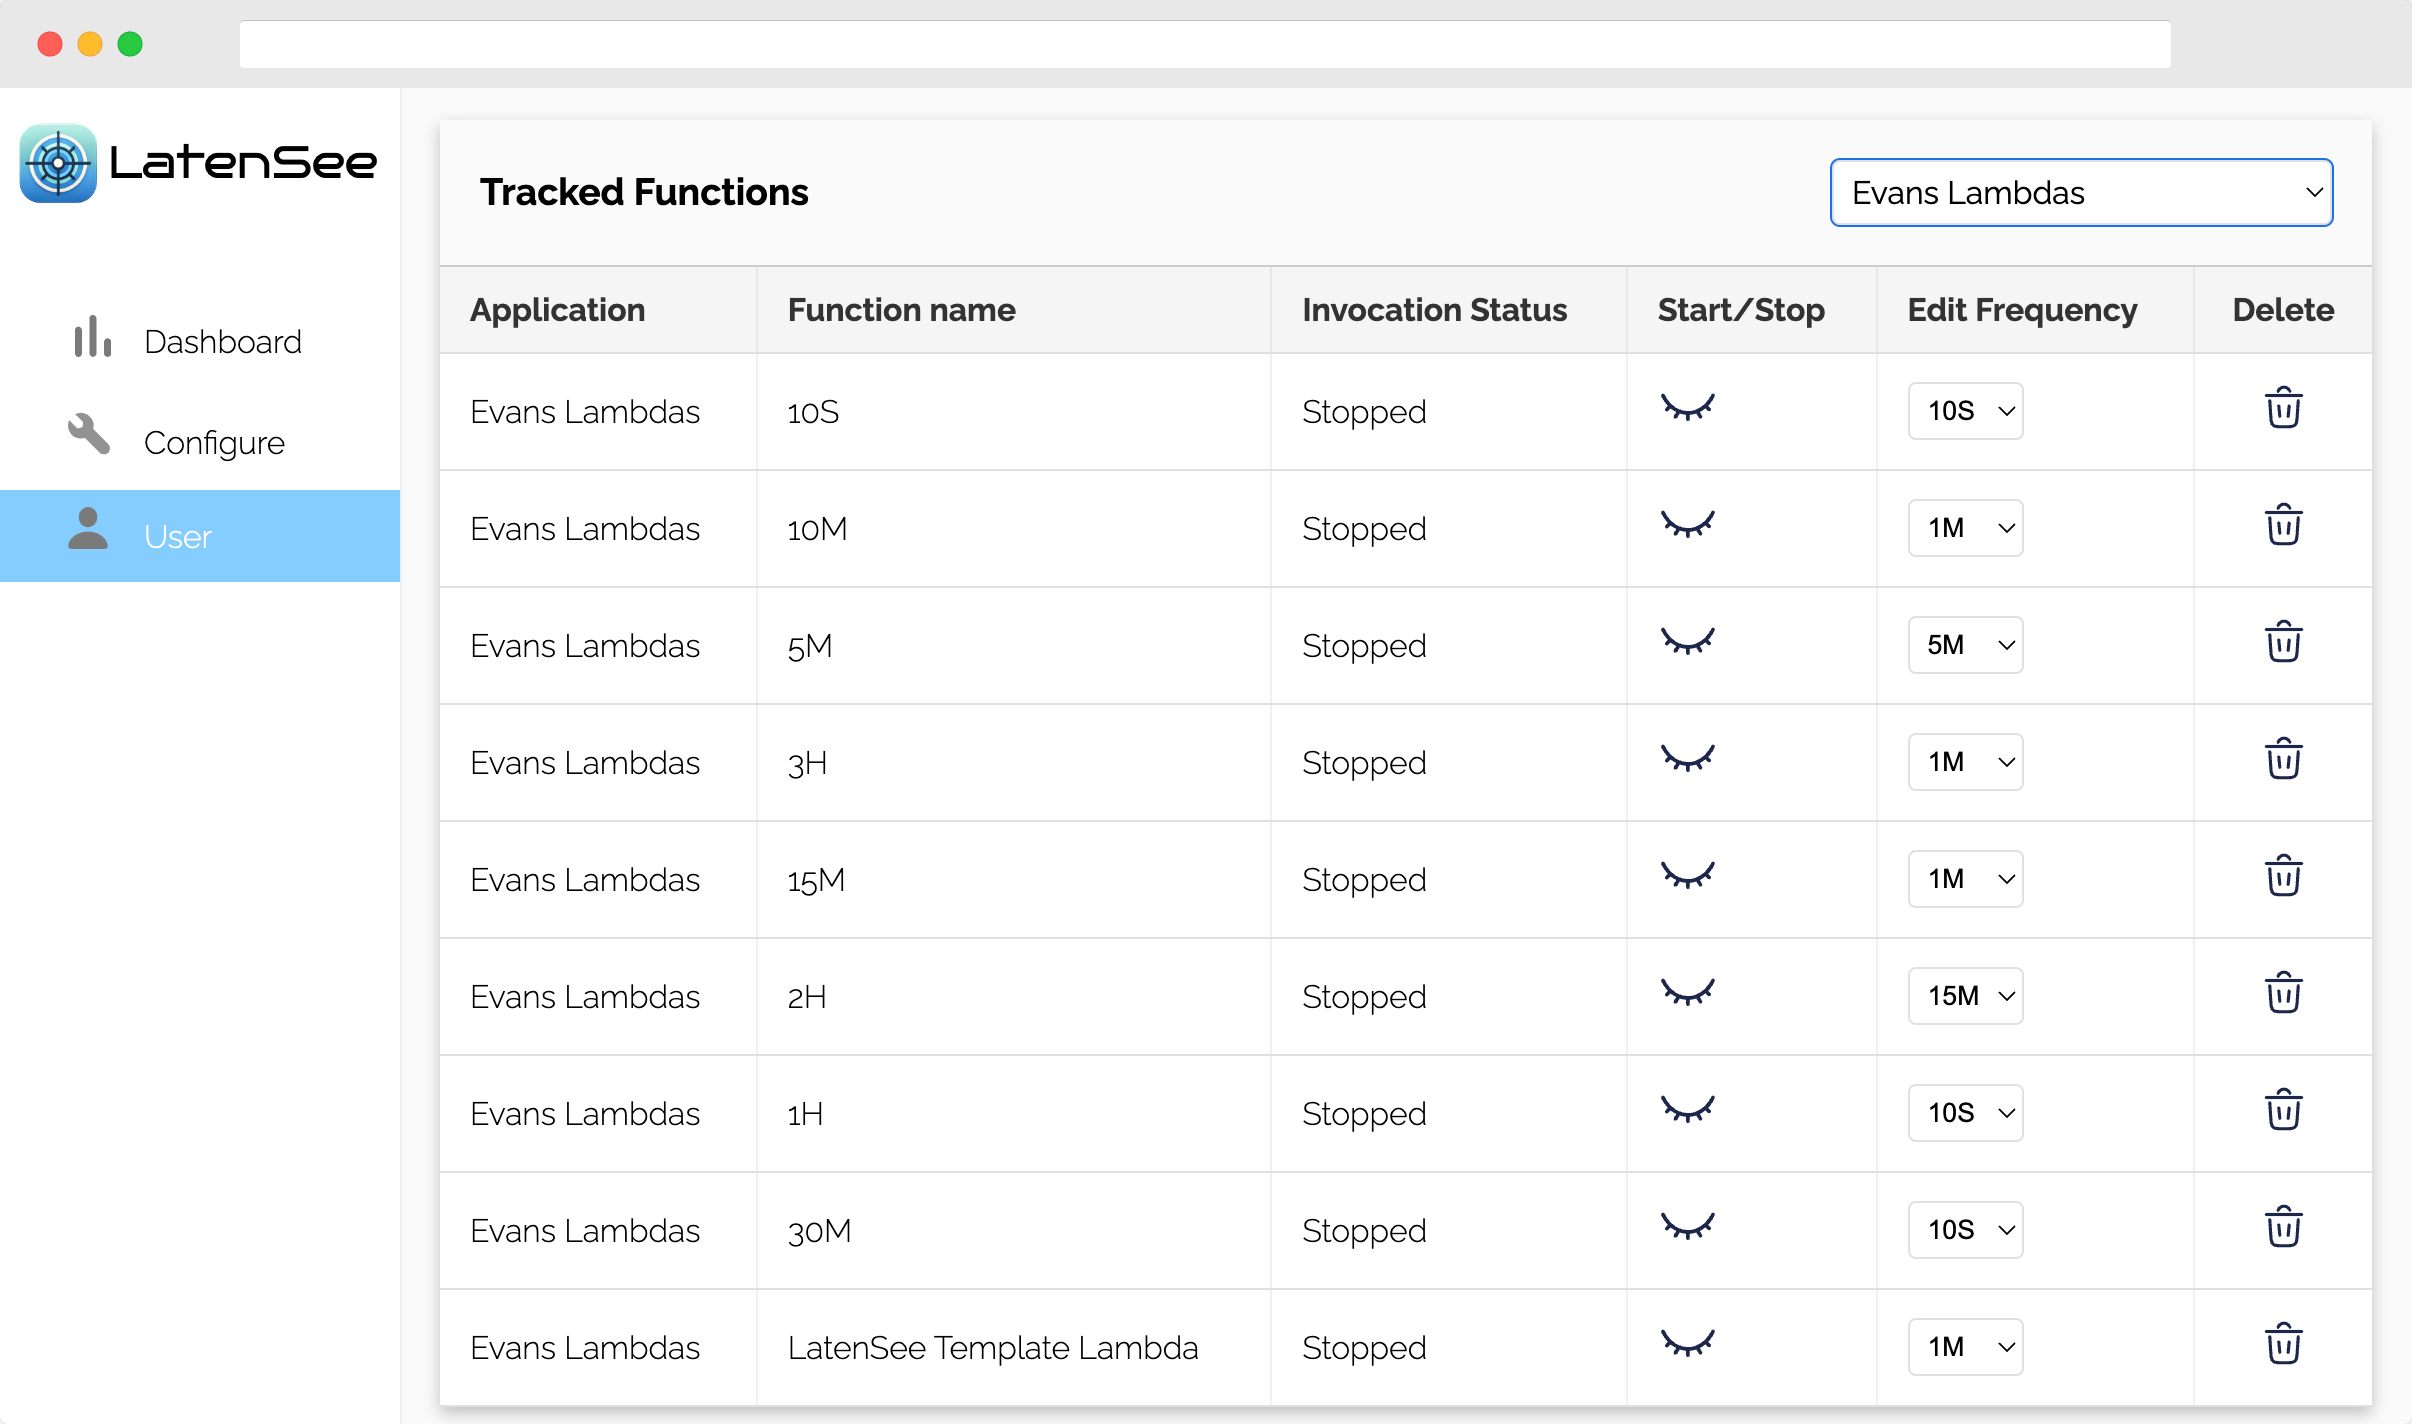 LatenSee
Dashboard
Configure
User
Tracked Functions
Evans Lambdas
Application Function name Invocation Status Start/Stop Edit Frequency Delete
Evans Lambdas 10S Stopped 10S
Evans Lambdas 10M Stopped 1M
Evans Lambdas 5M Stopped 5M
Evans Lambdas 3H Stopped 1M
Evans Lambdas 15M Stopped 1M
Evans Lambdas 2H Stopped 15M
Evans Lambdas 1H Stopped 10S
Evans Lambdas 30M Stopped 10S
Evans Lambdas LatenSee Template Lambda Stopped 1M